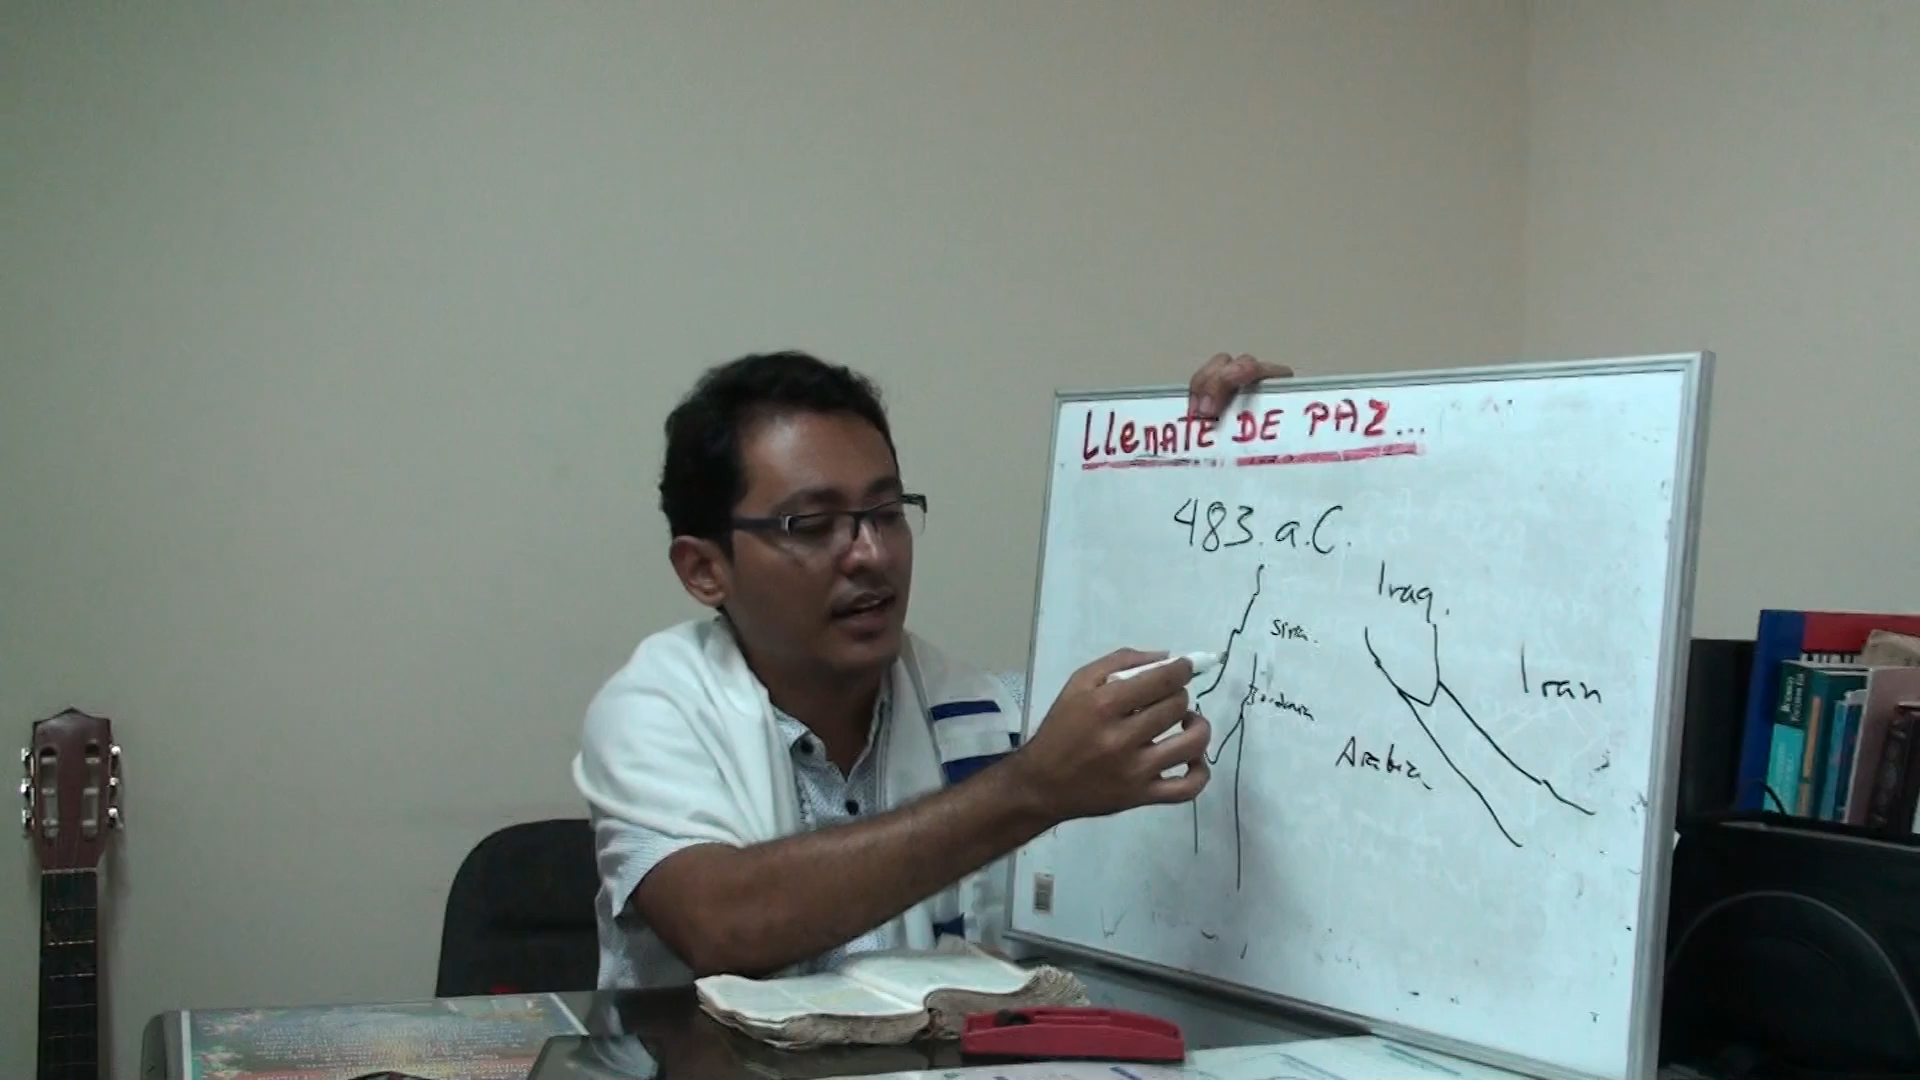 LLENATE DE PAZ...
483. a.C.
Iraq.
Siria.
Iran
Jordania
Arabia